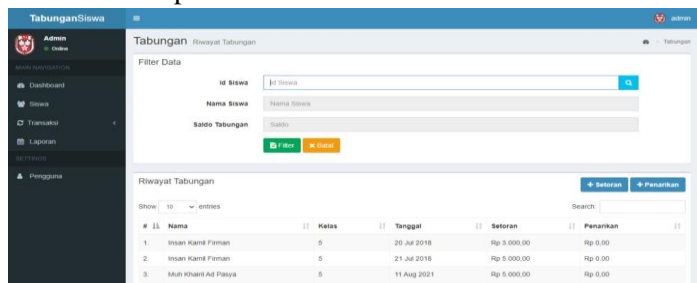 TabunganSiswa
admin
Admin
Online
MAIN NAVIGATION
Dashboard
Siswa
Transaksi
Laporan
SETTINGS
Pengguna
Tabungan Riwayat Tabungan
Tabungan
Filter Data
Id Siswa Id Siswa
Nama Siswa Nama Siswa
Saldo Tabungan Saldo
Filter Batal
Riwayat Tabungan
+ Setoran + Penarikan
Show 10 entries Search:
# Nama Kelas Tanggal Setoran Penarikan
1. Insan Kamil Firman 5 20 Jul 2018 Rp 3.000,00 Rp 0,00
2. Insan Kamil Firman 5 21 Jul 2018 Rp 5.000,00 Rp 0,00
3. Muh Khairil Ad Pasya 5 11 Aug 2021 Rp 5.000,00 Rp 0,00